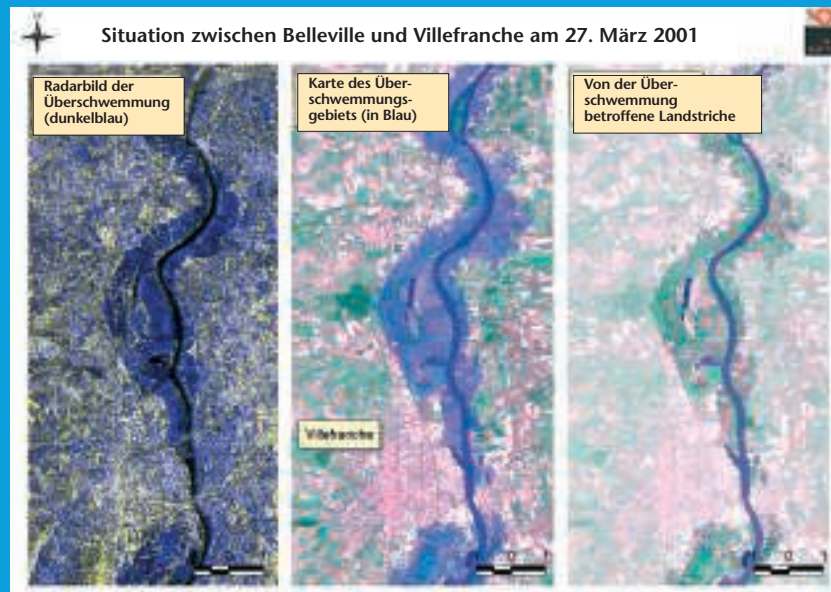 Situation zwischen Belleville und Villefranche am 27. März 2001
Radarbild der
Überschwemmung
(dunkelblau)
Karte des Über-
schwemmungs-
gebiets (in Blau)
Von der Über-
schwemmung
betroffene Landstriche
Villefranche